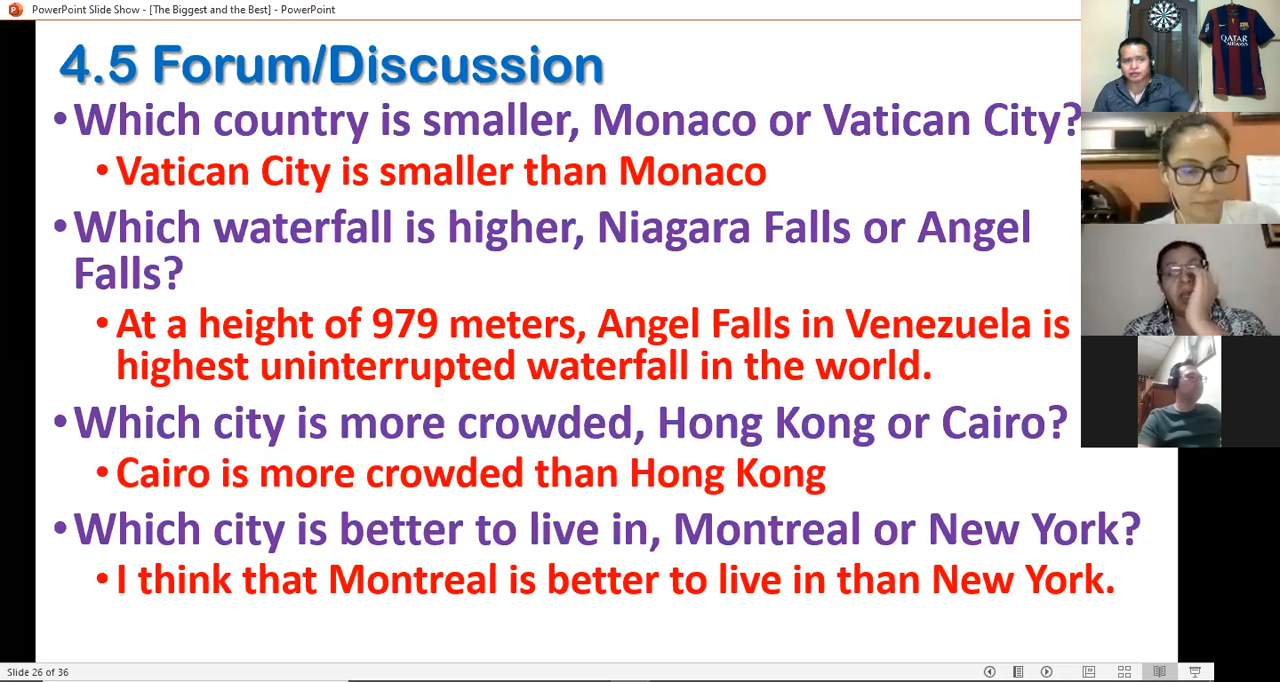 PowerPoint Slide Show - [The Biggest and the Best] - PowerPoint
4.5 Forum/Discussion
•Which country is smaller, Monaco or Vatican City?
•Vatican City is smaller than Monaco
•Which waterfall is higher, Niagara Falls or Angel
Falls?
•At a height of 979 meters, Angel Falls in Venezuela is
highest uninterrupted waterfall in the world.
•Which city is more crowded, Hong Kong or Cairo?
•Cairo is more crowded than Hong Kong
•Which city is better to live in, Montreal or New York?
•I think that Montreal is better to live in than New York.
QATAR
AIRWAYS
Slide 26 of 36